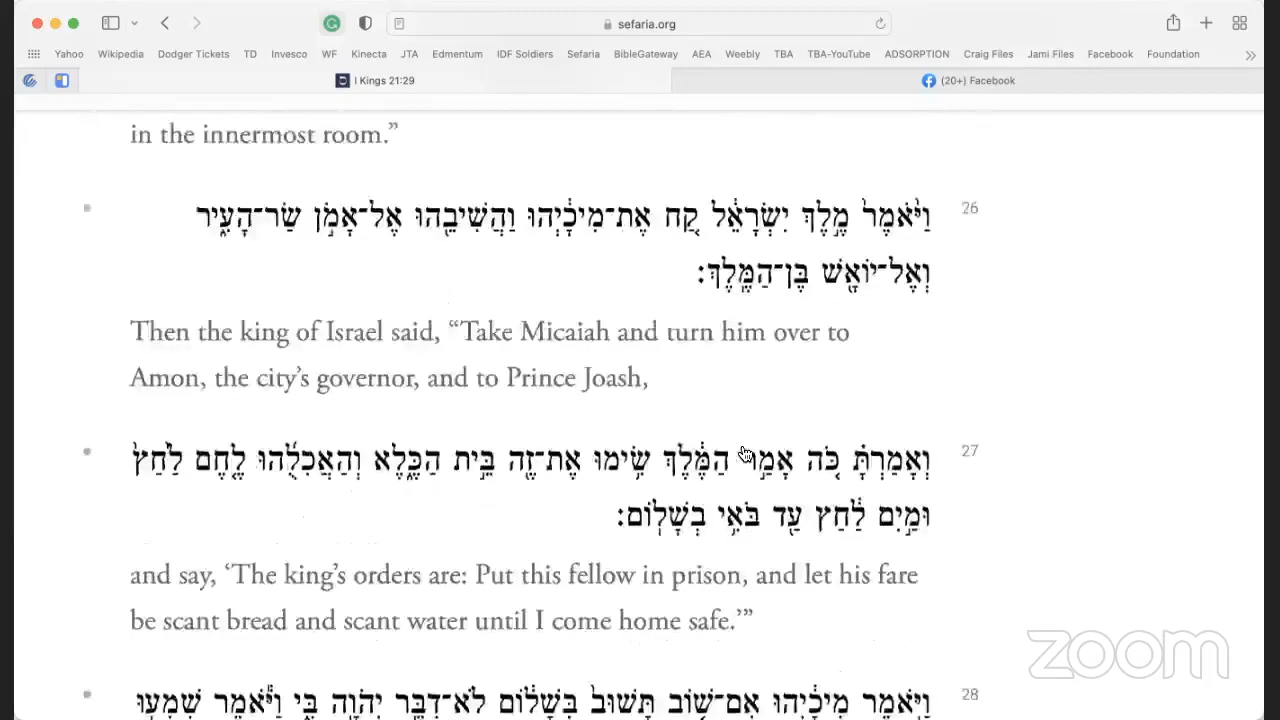 sefaria.org
Yahoo Wikipedia Dodger Tickets TD Invesco WF Kinecta JTA Edmentum IDF Soldiers Sefaria BibleGateway AEA Weebly TBA TBA-YouTube ADSORPTION Craig Files Jami Files Facebook Foundation
I Kings 21:29 (20+) Facebook
in the innermost room.”
26 וַיֹּ֙אמֶר֙ מֶ֣לֶךְ יִשְׂרָאֵ֔ל קַ֚ח אֶת־מִיכָ֔יְהוּ וַהֲשִׁיבֵ֖הוּ אֶל־אָמֹ֣ן שַׂר־הָעִ֑יר
וְאֶל־יוֹאָ֖שׁ בֶּן־הַמֶּֽלֶךְ׃
Then the king of Israel said, “Take Micaiah and turn him over to
Amon, the city’s governor, and to Prince Joash,
27 וְאָמַרְתָּ֗ כֹּ֚ה אָמַ֣ר הַמֶּ֔לֶךְ שִׂ֥ימוּ אֶת־זֶ֖ה בֵּ֣ית הַכֶּ֑לֶא וְהַאֲכִלֻ֨הוּ לֶ֤חֶם לַ֙חַץ֙
וּמַ֣יִם לַ֔חַץ עַ֖ד בֹּאִ֥י בְשָׁלֽוֹם׃
and say, ‘The king’s orders are: Put this fellow in prison, and let his fare
be scant bread and scant water until I come home safe.’”
28 וַיֹּ֣אמֶר מִיכָ֔יְהוּ אִם־שׁ֤וֹב תָּשׁוּב֙ בְּשָׁל֔וֹם לֹא־דִבֶּ֥ר יְהֹוָ֖ה בִּ֑י וַיֹּ֕אמֶר שִׁמְע֖וּ
zoom